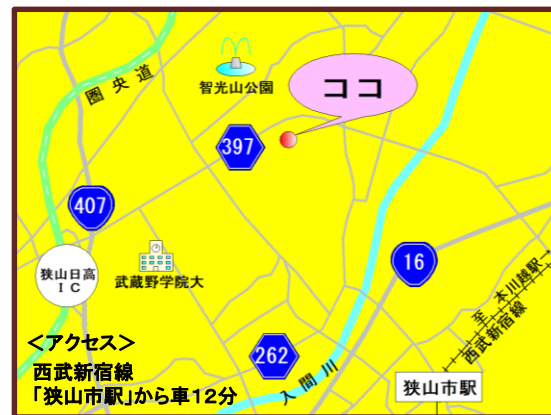 圏央道
智光山公園
ココ
397
407
狭山日高
IC
武蔵野学院大
16
至 本川越駅→
西武新宿線
262
入間川
狭山市駅
＜アクセス＞
西武新宿線
「狭山市駅」から車12分